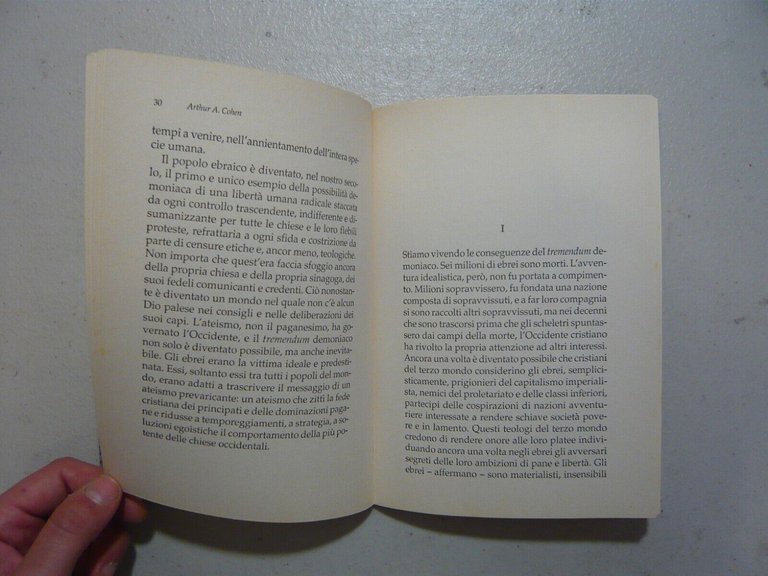 30 Arthur A. Cohen
tempi a venire, nell'annientamento dell'intera spe-
cie umana.
Il popolo ebraico è diventato, nel nostro seco-
lo, il primo e unico esempio della possibilità de-
moniaca di una libertà umana radicale staccata
da ogni controllo trascendente, indifferente e di-
sumanizzante per tutte le chiese e le loro flebili
proteste, refrattaria a ogni sfida e costrizione da
parte di censure etiche e, ancor meno, teologiche.
Non importa che quest'era faccia sfoggio ancora
della propria chiesa e della propria sinagoga, dei
suoi fedeli comunicanti e credenti. Ciò nonostan-
te è diventato un mondo nel quale non c'è alcun
Dio palese nei consigli e nelle deliberazioni dei
suoi capi. L'ateismo, non il paganesimo, ha go-
vernato l'Occidente, e il tremendum demoniaco
non solo è diventato possibile, ma anche inevita-
bile. Gli ebrei erano la vittima ideale e predesti-
nata. Essi, soltanto essi tra tutti i popoli del mon-
do, erano adatti a trascrivere il messaggio di un
ateismo prevaricante: un ateismo che zittì la fede
cristiana dei principati e delle dominazioni paga-
ne e ridusse a temporeggiamenti, a strategia, a so-
luzioni egoistiche il comportamento della più po-
tente delle chiese occidentali.
I
Stiamo vivendo le conseguenze del tremendum de-
moniaco. Sei milioni di ebrei sono morti. L'avven-
tura idealistica, però, non fu portata a compimen-
to. Milioni sopravvissero, fu fondata una nazione
composta di sopravvissuti, e a far loro compagnia
si sono raccolti altri sopravvissuti, ma nei decenni
che sono trascorsi prima che gli scheletri spuntas-
sero dai campi della morte, l'Occidente cristiano
ha rivolto la propria attenzione ad altri interessi.
Ancora una volta è diventato possibile che cristiani
del terzo mondo considerino gli ebrei, semplici-
sticamente, prigionieri del capitalismo imperiali-
sta, nemici del proletariato e delle classi inferiori,
partecipi delle cospirazioni di nazioni avventu-
riere interessate a rendere schiave società pove-
re e in lamento. Questi teologi del terzo mondo
credono di rendere onore alle loro platee indivi-
duando ancora una volta negli ebrei gli avversari
segreti delle loro ambizioni di pane e libertà. Gli
ebrei – affermano – sono materialisti, insensibili